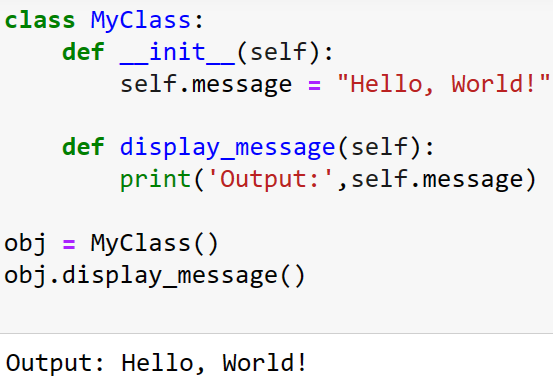 class MyClass:
    def __init__(self):
        self.message = "Hello, World!"
    def display_message(self):
        print('Output:',self.message)
obj = MyClass()
obj.display_message()
Output: Hello, World!